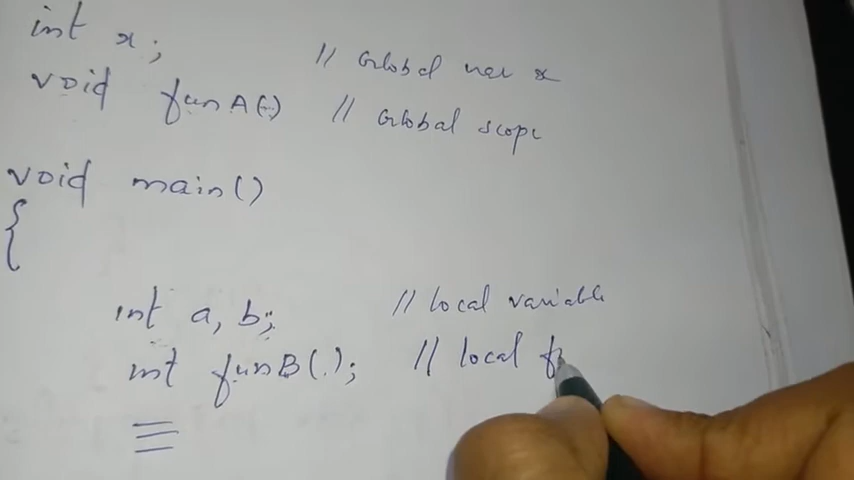 int x; // Global var x
void funA(..) // Global scope
void main()
{
int a, b; // local variable
int funB(.); // local f